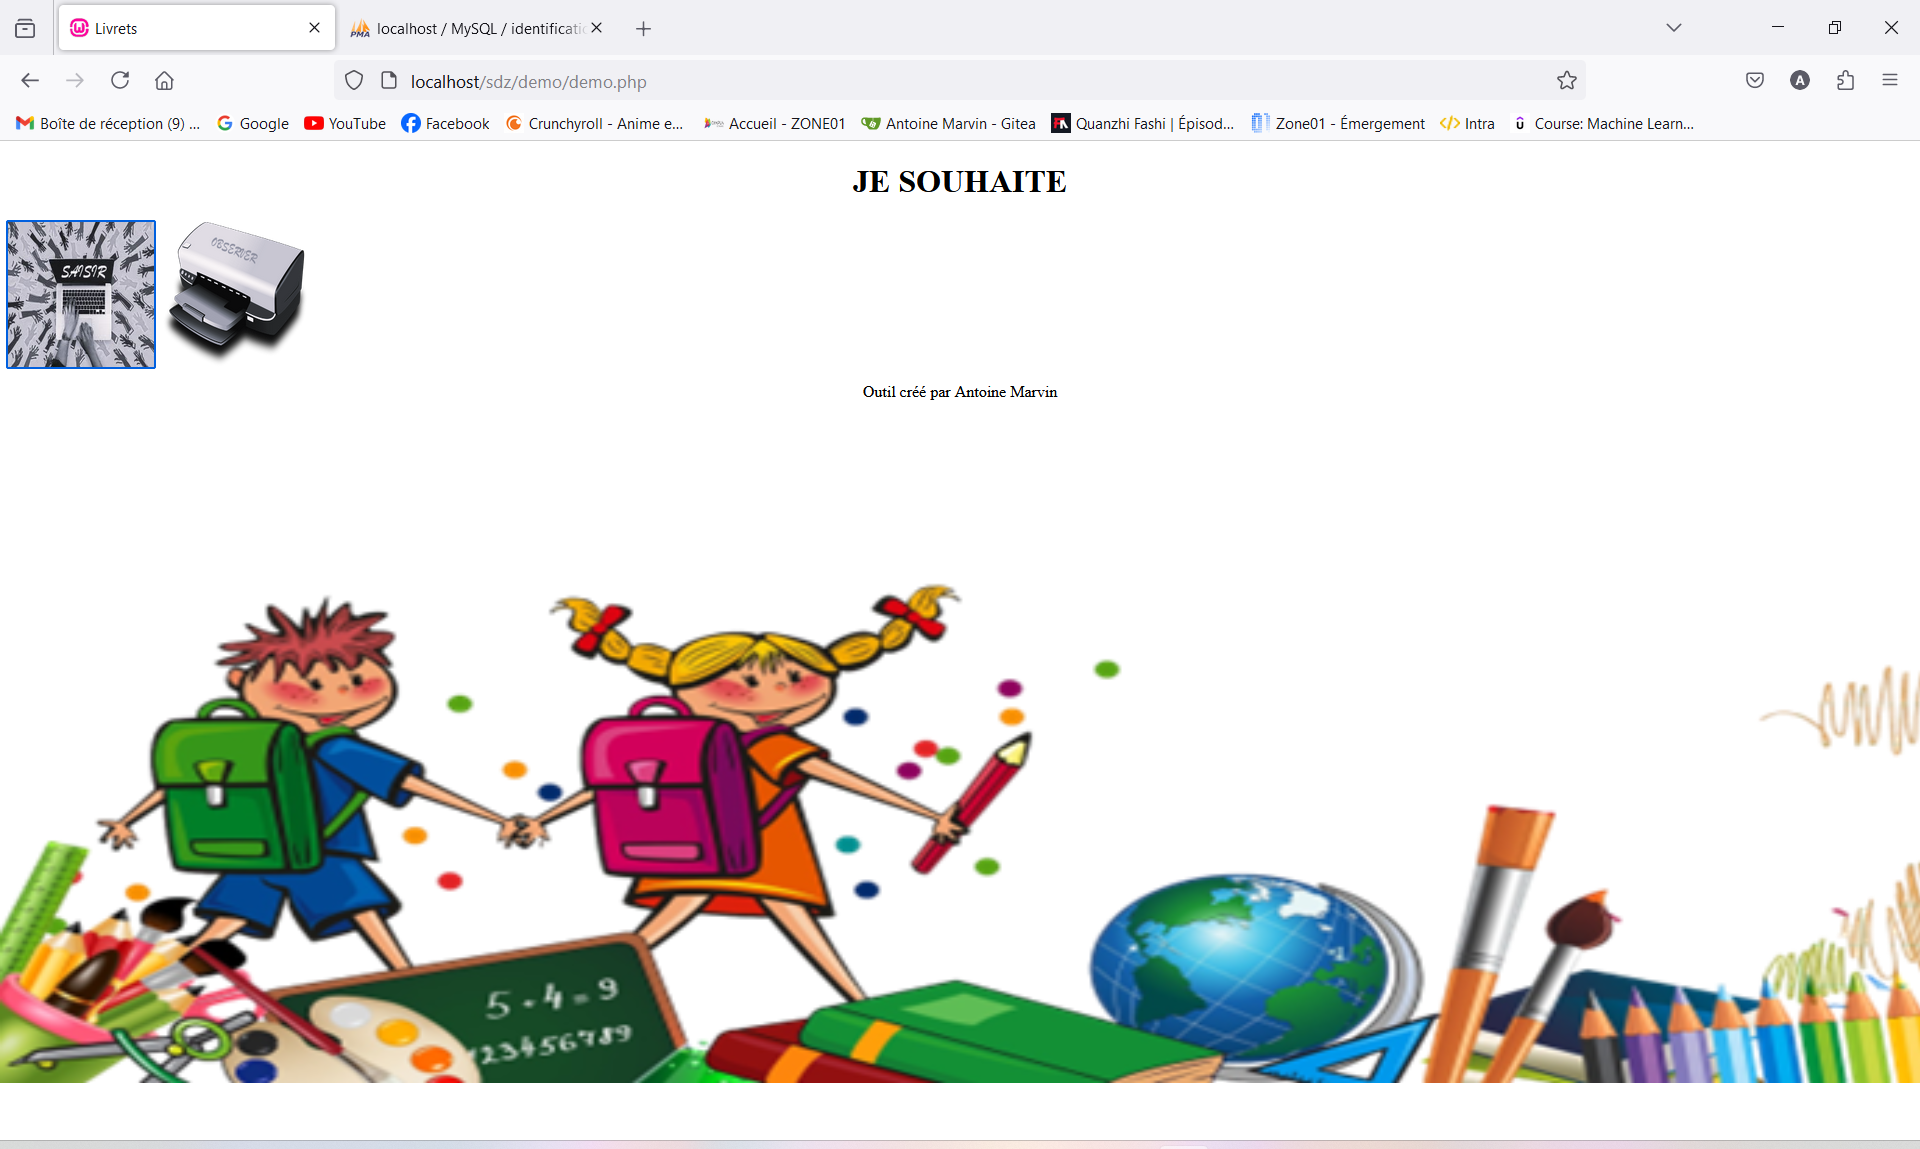 Livrets
localhost / MySQL / identificatio
localhost/sdz/demo/demo.php
Boîte de réception (9) ...
Google
YouTube
Facebook
Crunchyroll - Anime e...
Accueil - ZONE01
Antoine Marvin - Gitea
Quanzhi Fashi | Épisod...
Zone01 - Émergement
Intra
Course: Machine Learn...
JE SOUHAITE
SAISIR
OBSERVER
Outil créé par Antoine Marvin
5 + 4 = 9
123456789